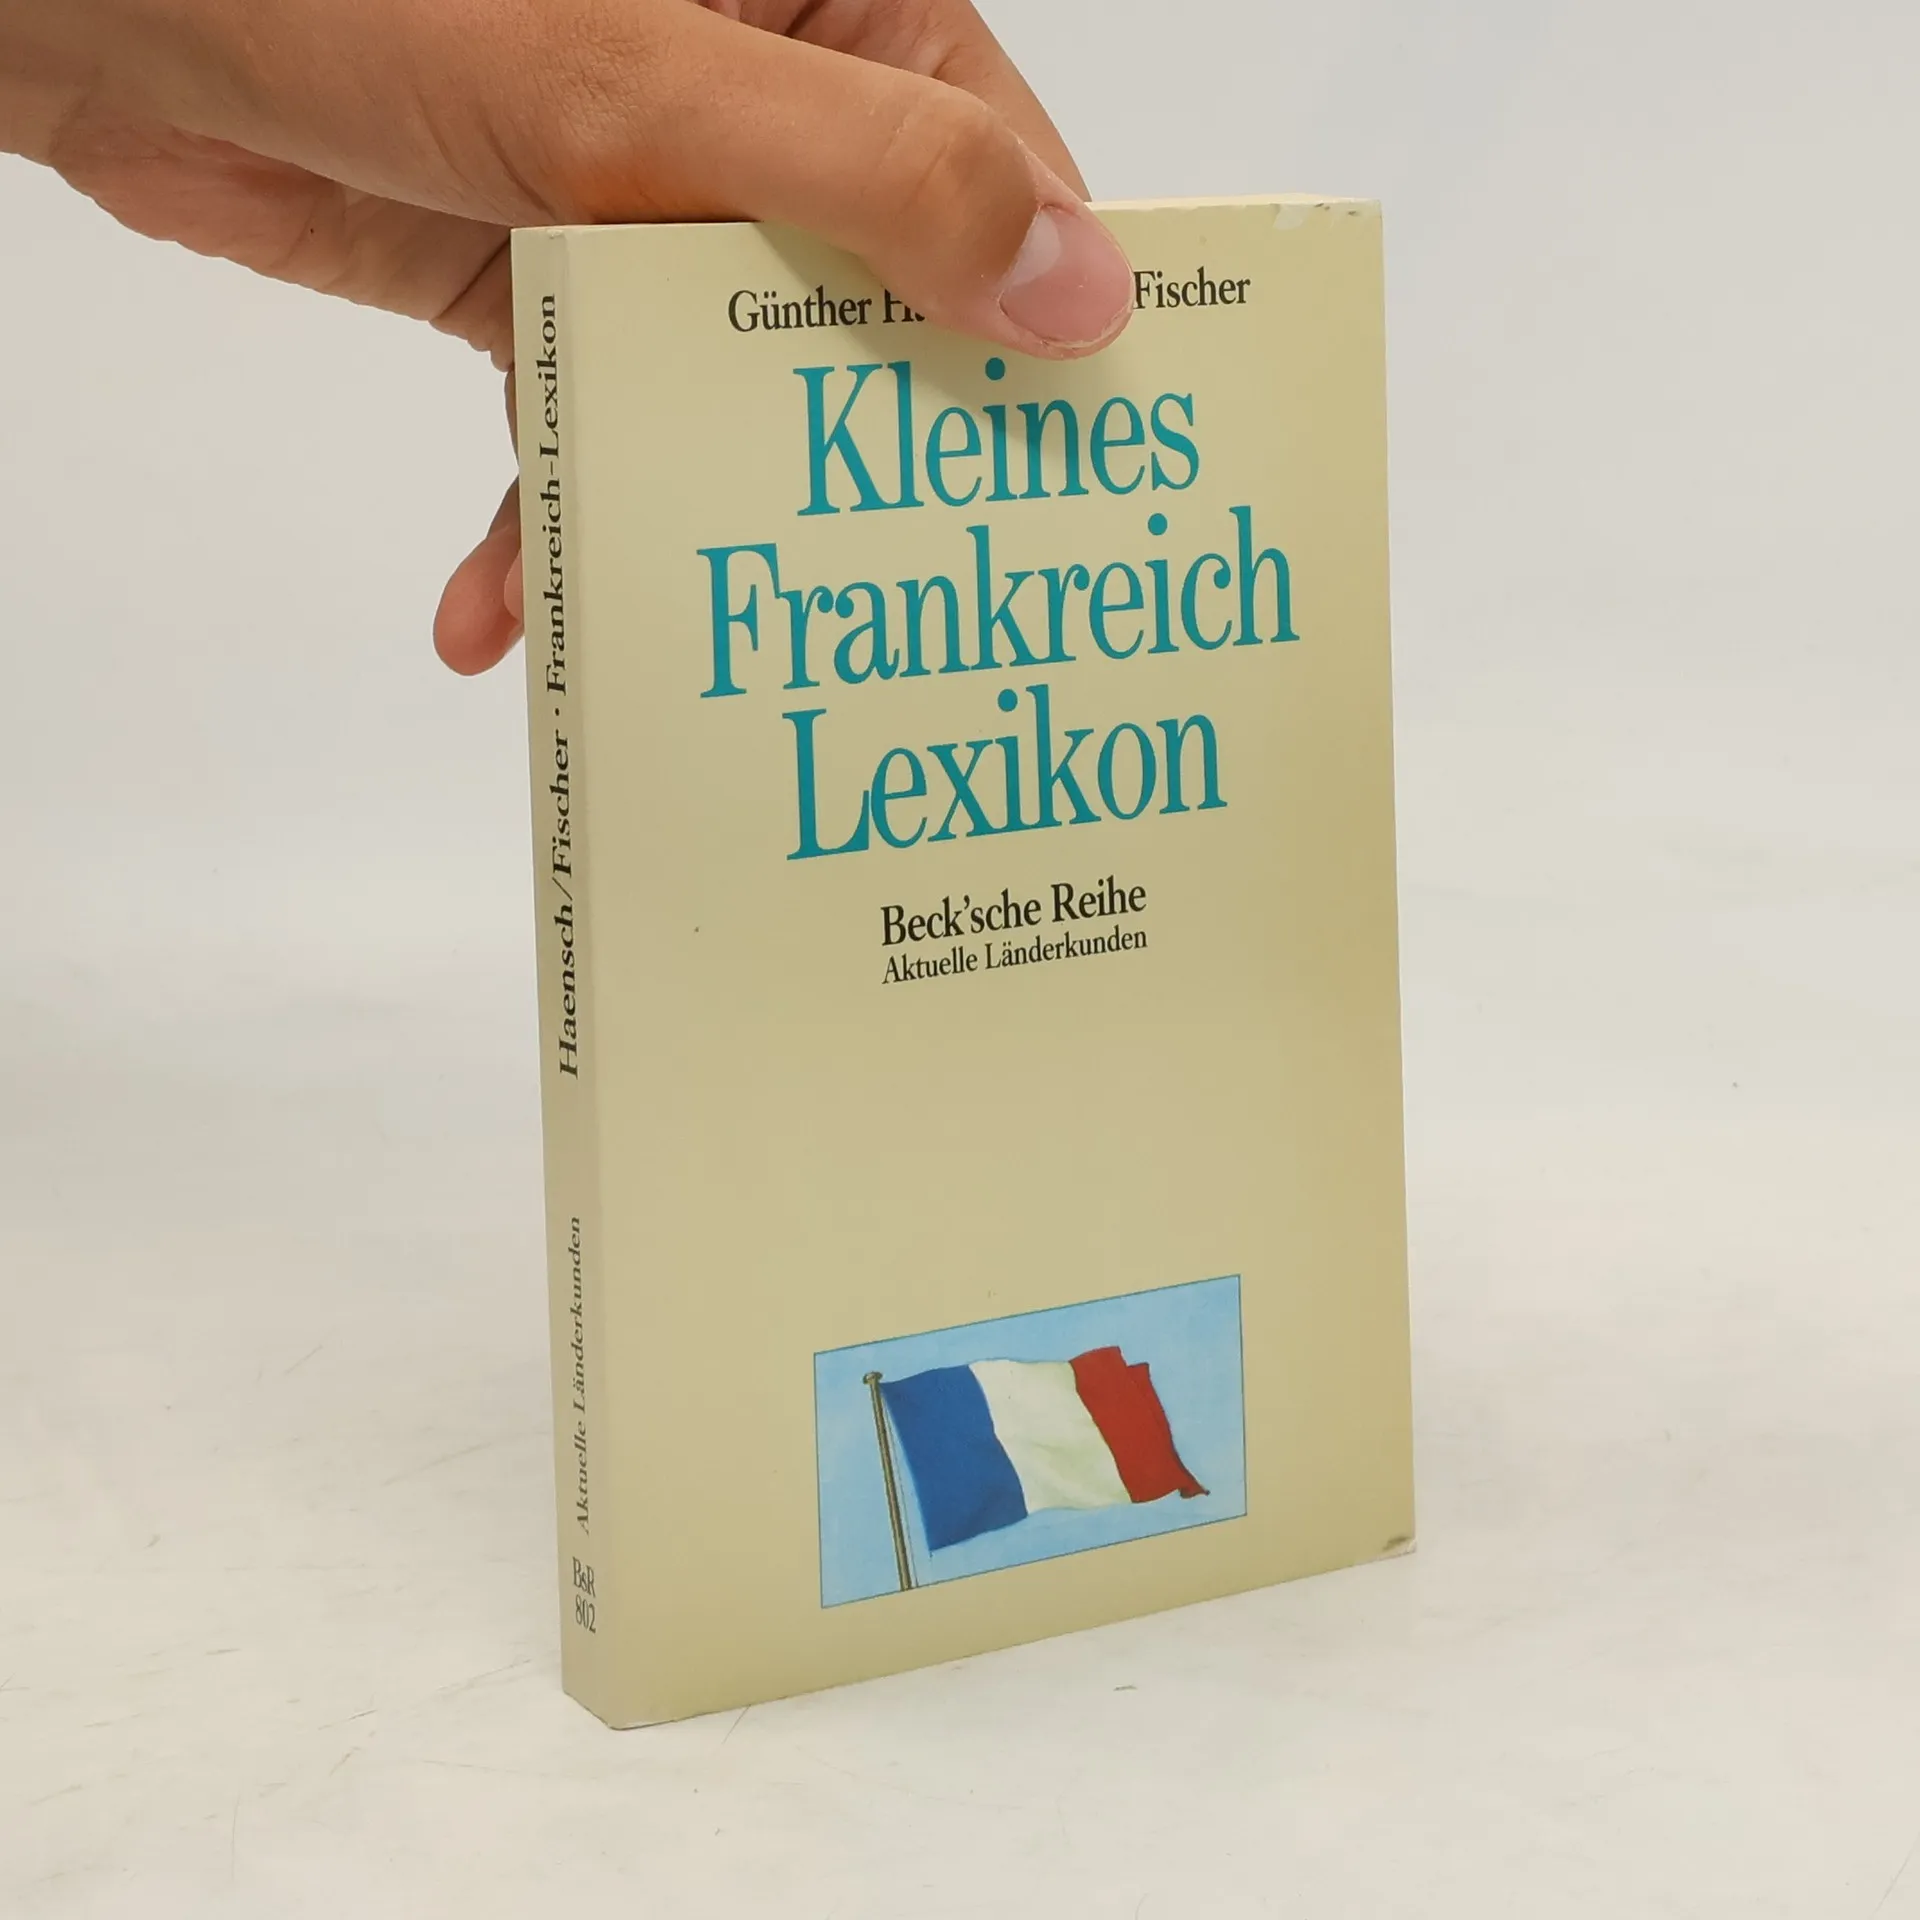 Günther Fischer
Kleines
Frankreich
Lexikon
Beck'sche Reihe
Aktuelle Länderkunden
Haensch/Fischer · Frankreich-Lexikon
Aktuelle Länderkunden
BsR
802